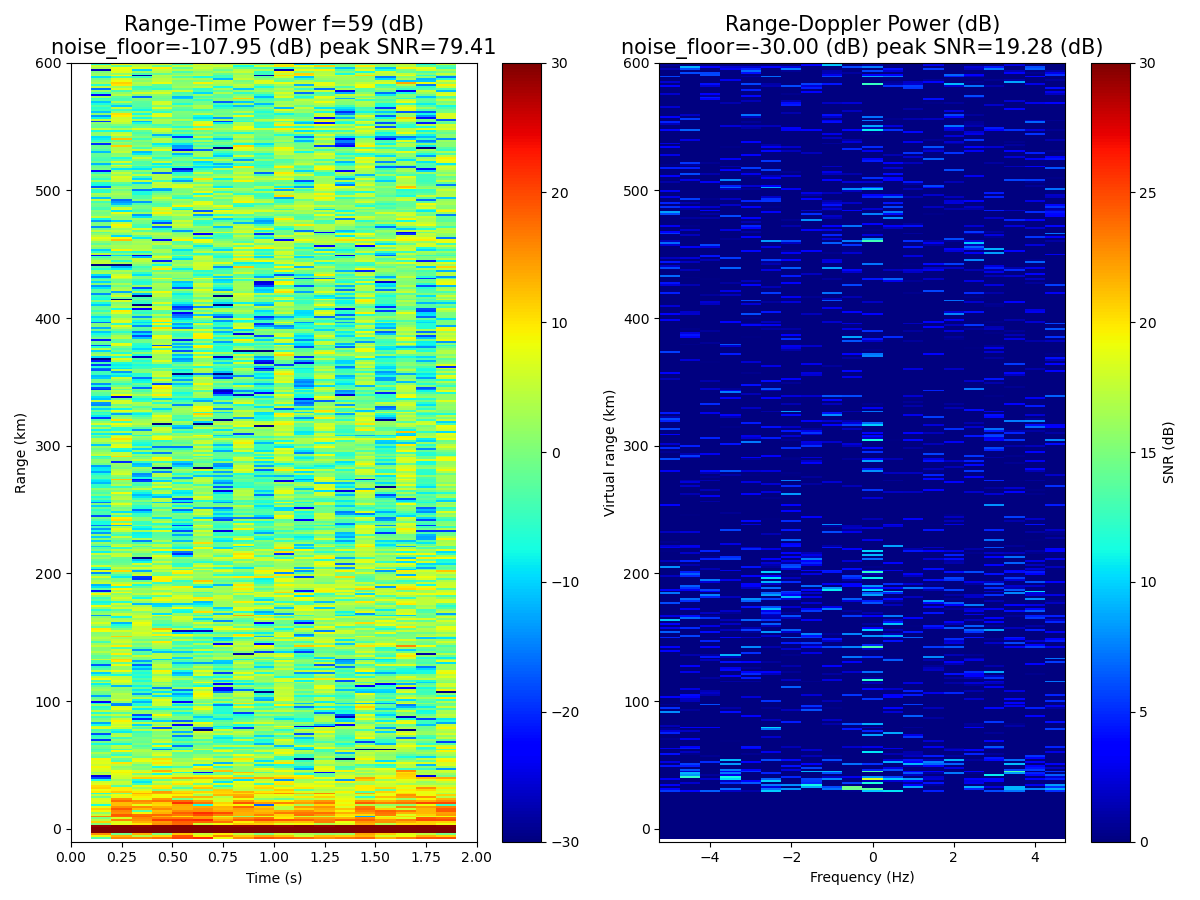 Range-Time Power f=59 (dB)
noise_floor=-107.95 (dB) peak SNR=79.41
Range-Doppler Power (dB)
noise_floor=-30.00 (dB) peak SNR=19.28 (dB)
600
500
400
300
200
100
0
Range (km)
0.00 0.25 0.50 0.75 1.00 1.25 1.50 1.75 2.00
Time (s)
30
20
10
0
−10
−20
−30
600
500
400
300
200
100
0
Virtual range (km)
−4 −2 0 2 4
Frequency (Hz)
30
25
20
15
10
5
0
SNR (dB)